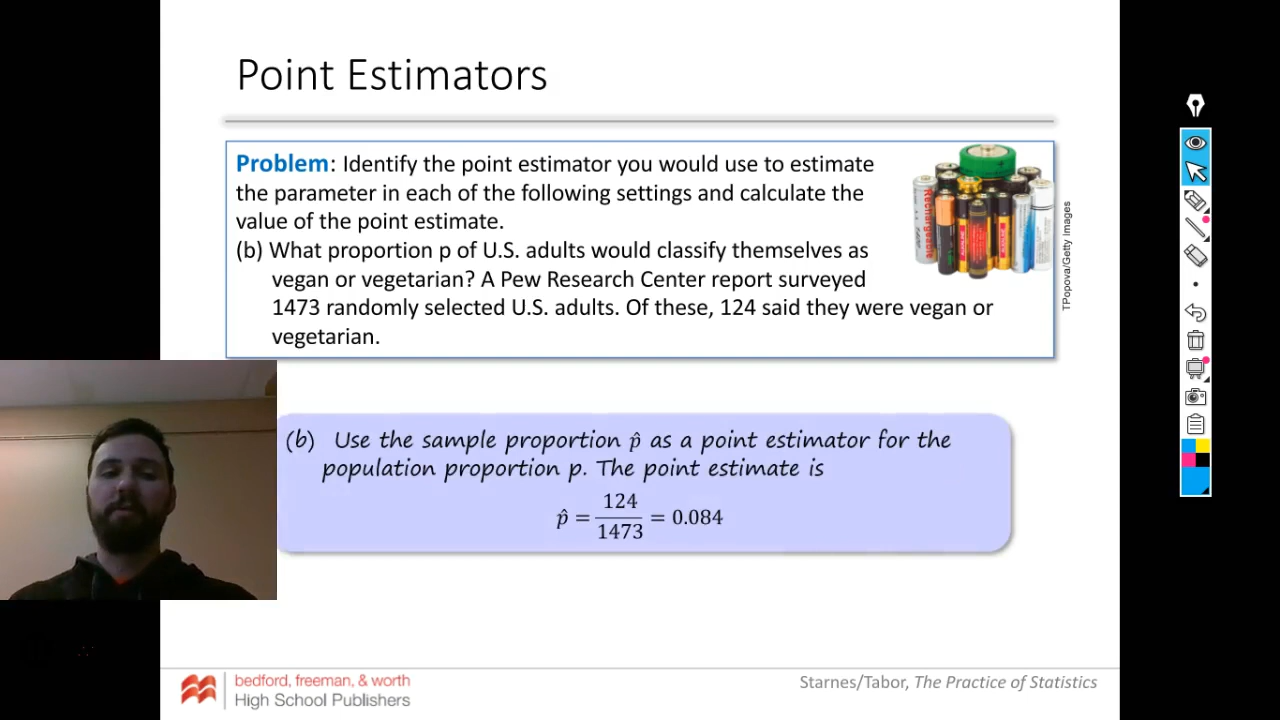 Point Estimators
Problem: Identify the point estimator you would use to estimate
the parameter in each of the following settings and calculate the
value of the point estimate.
(b) What proportion p of U.S. adults would classify themselves as
vegan or vegetarian? A Pew Research Center report surveyed
1473 randomly selected U.S. adults. Of these, 124 said they were vegan or
vegetarian.
TPopova/Getty Images
(b) Use the sample proportion p̂ as a point estimator for the
population proportion p. The point estimate is
p̂ = 124/1473 = 0.084
bedford, freeman, & worth
High School Publishers
Starnes/Tabor, The Practice of Statistics